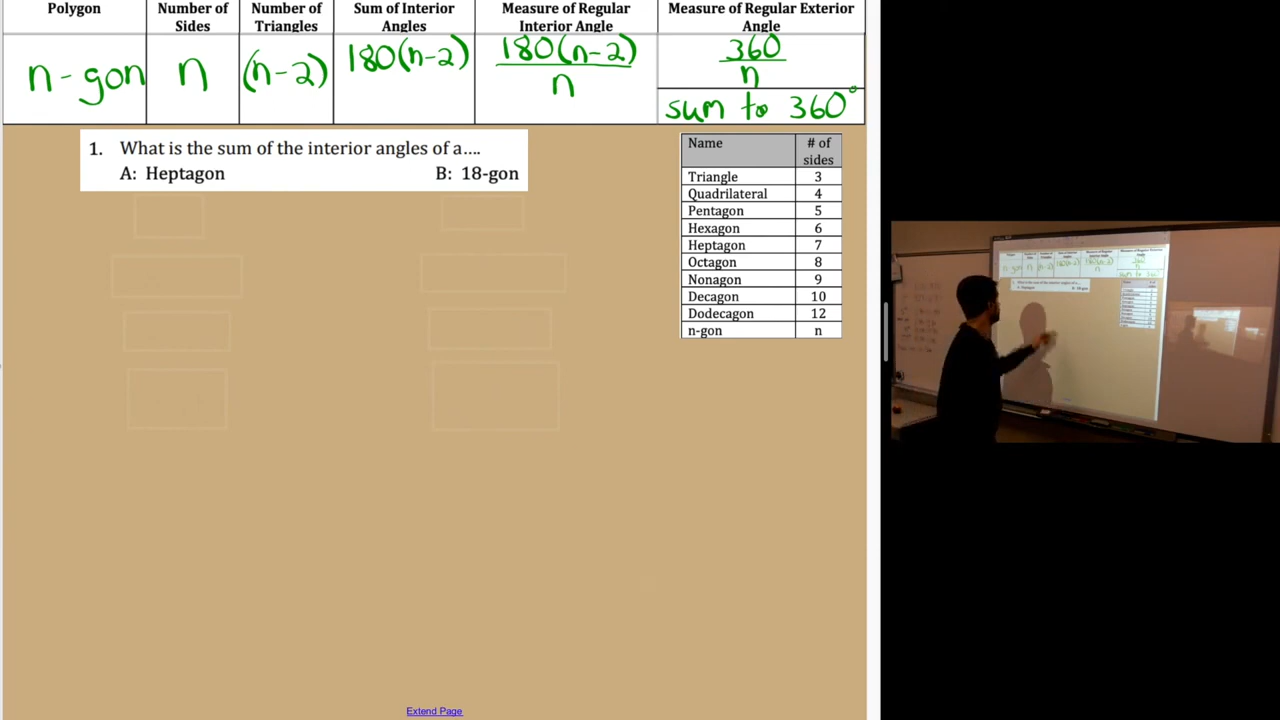 Polygon Number of Sides Number of Triangles Sum of Interior Angles Measure of Regular Interior Angle Measure of Regular Exterior Angle
n-gon n (n-2) 180(n-2) 180(n-2)/n 360/n
sum to 360°
1. What is the sum of the interior angles of a....
A: Heptagon B: 18-gon
Name # of sides
Triangle 3
Quadrilateral 4
Pentagon 5
Hexagon 6
Heptagon 7
Octagon 8
Nonagon 9
Decagon 10
Dodecagon 12
n-gon n
Extend Page